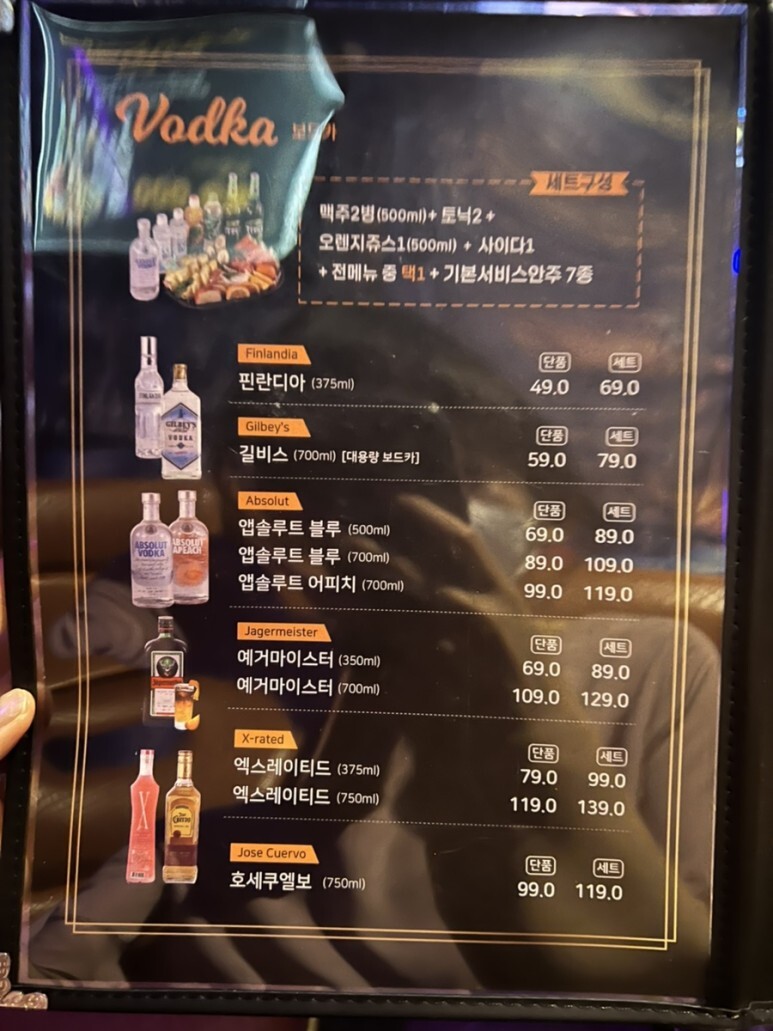 Vodka 보드카
세트구성
맥주2병(500ml)+ 토닉2 +
오렌지쥬스1(500ml) + 사이다1
+ 전메뉴 중 택1 + 기본서비스안주 7종
Finlandia 단품 세트
핀란디아 (375ml) 49.0 69.0
Gilbey's 단품 세트
길비스 (700ml) [대용량 보드카] 59.0 79.0
Absolut 단품 세트
앱솔루트 블루 (500ml) 69.0 89.0
앱솔루트 블루 (700ml) 89.0 109.0
앱솔루트 어피치 (700ml) 99.0 119.0
Jagermeister 단품 세트
예거마이스터 (350ml) 69.0 89.0
예거마이스터 (700ml) 109.0 129.0
X-rated 단품 세트
엑스레이티드 (375ml) 79.0 99.0
엑스레이티드 (750ml) 119.0 139.0
Jose Cuervo 단품 세트
호세쿠엘보 (750ml) 99.0 119.0
GILBEY'S
VODKA
ABSOLUT
VODKA
ABSOLUT
APEACH
X